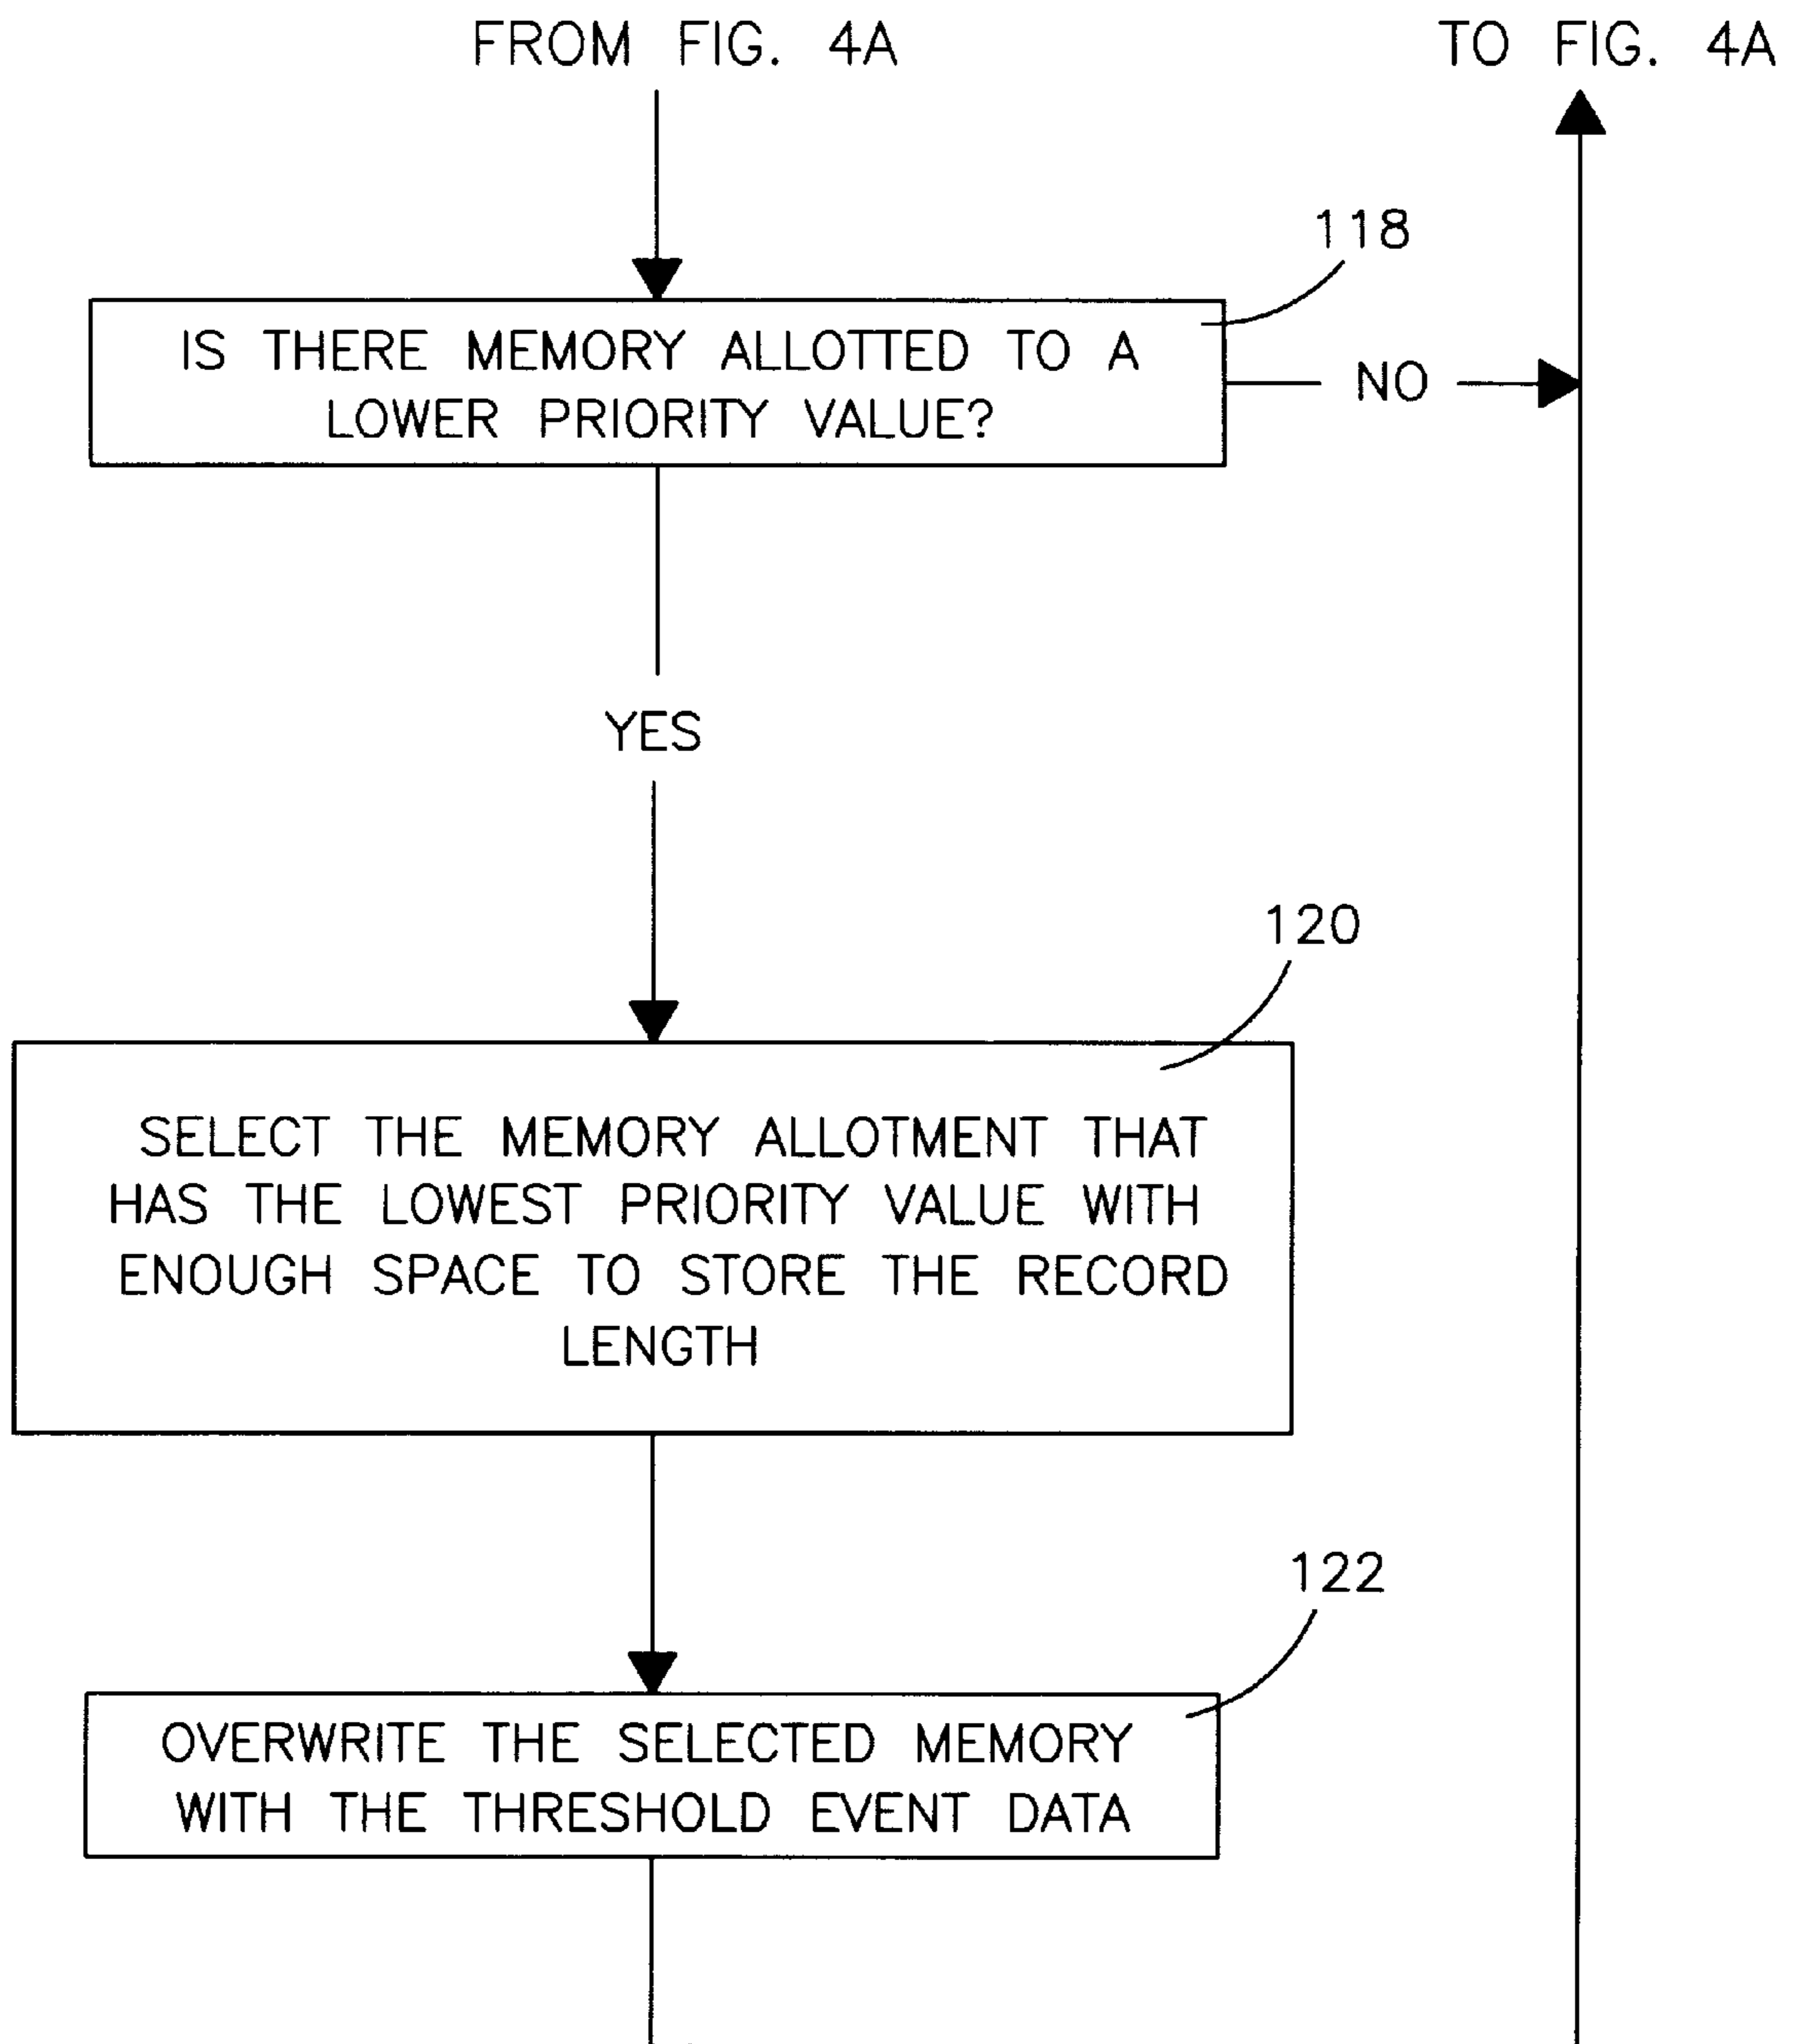 FROM FIG. 4A
TO FIG. 4A
118
IS THERE MEMORY ALLOTTED TO A
LOWER PRIORITY VALUE?
NO
YES
120
SELECT THE MEMORY ALLOTMENT THAT
HAS THE LOWEST PRIORITY VALUE WITH
ENOUGH SPACE TO STORE THE RECORD
LENGTH
122
OVERWRITE THE SELECTED MEMORY
WITH THE THRESHOLD EVENT DATA